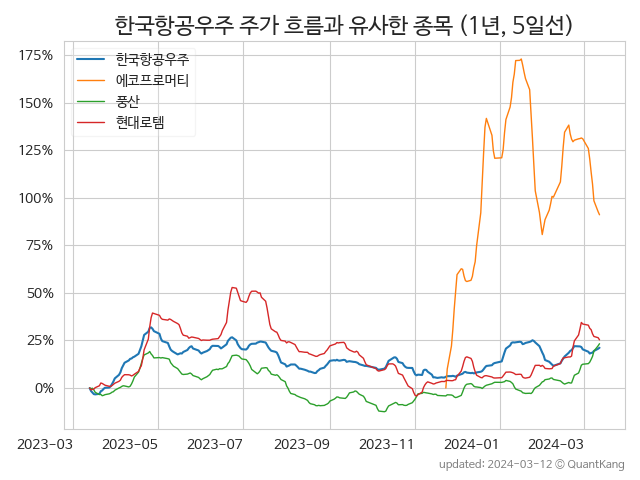 한국항공우주 주가 흐름과 유사한 종목 (1년, 5일선)
175%
150%
125%
100%
75%
50%
25%
0%
한국항공우주
에코프로머티
풍산
현대로템
2023-03 2023-05 2023-07 2023-09 2023-11 2024-01 2024-03
updated: 2024-03-12 © QuantKang